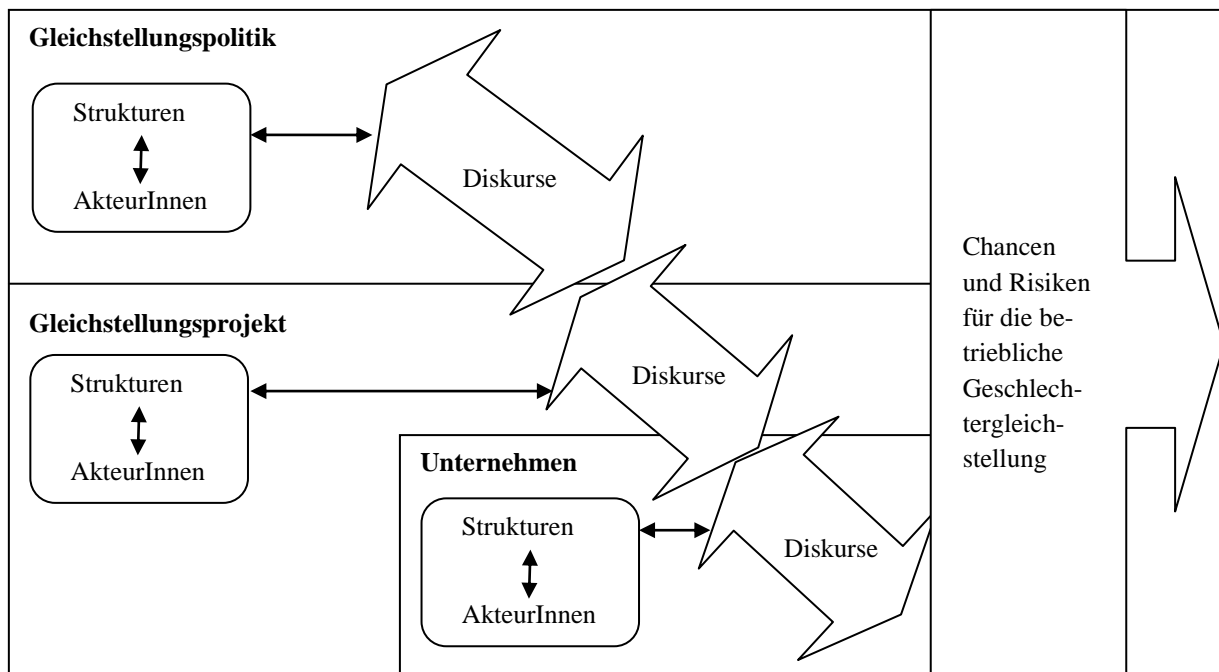 Gleichstellungspolitik
Strukturen
AkteurInnen
Diskurse
Gleichstellungsprojekt
Strukturen
AkteurInnen
Diskurse
Unternehmen
Strukturen
AkteurInnen
Diskurse
Chancen
und Risiken
für die be-
triebliche
Geschlech-
tergleich-
stellung